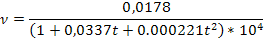 ν = 0,0178 / (1 + 0,0337t + 0.000221t²) * 10⁴